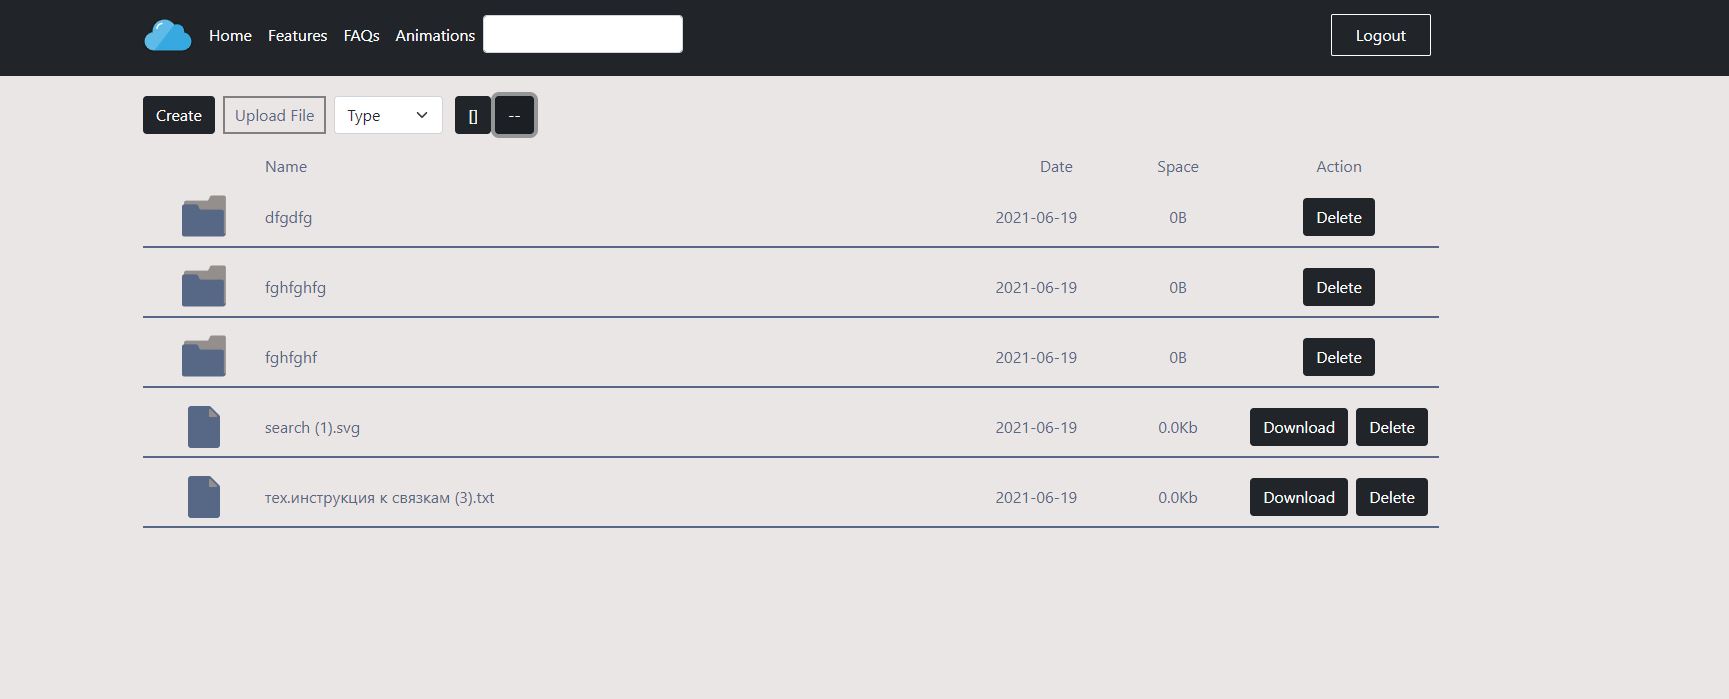 Home Features FAQs Animations Logout
Create Upload File Type [] --
Name Date Space Action
dfgdfg 2021-06-19 0B Delete
fghfghfg 2021-06-19 0B Delete
fghfghf 2021-06-19 0B Delete
search (1).svg 2021-06-19 0.0Kb Download Delete
тех.инструкция к связкам (3).txt 2021-06-19 0.0Kb Download Delete